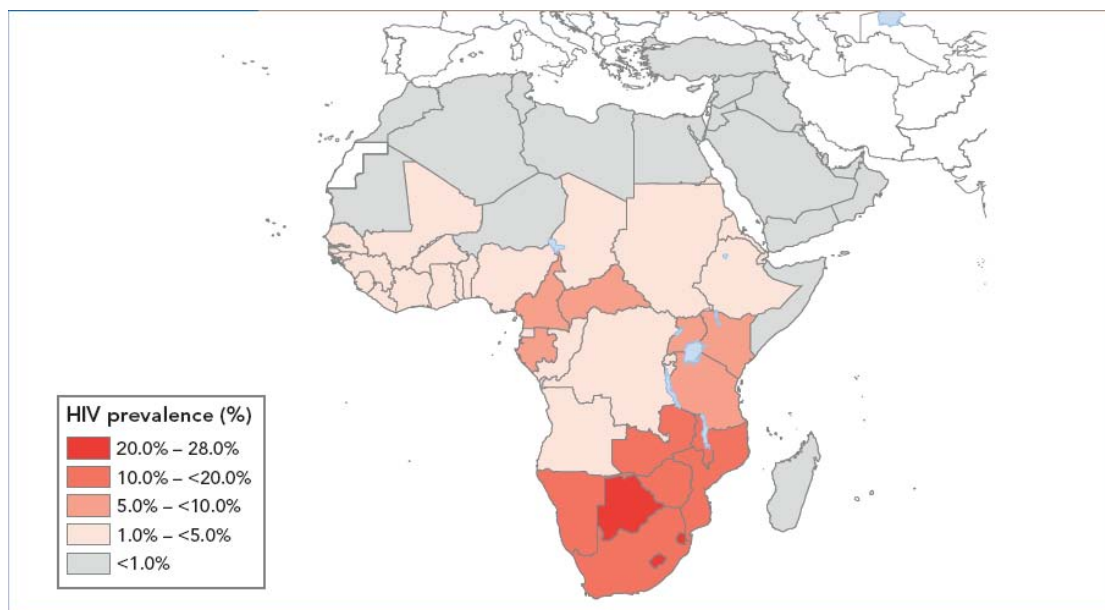 HIV prevalence (%)
20.0% – 28.0%
10.0% – <20.0%
5.0% – <10.0%
1.0% – <5.0%
<1.0%